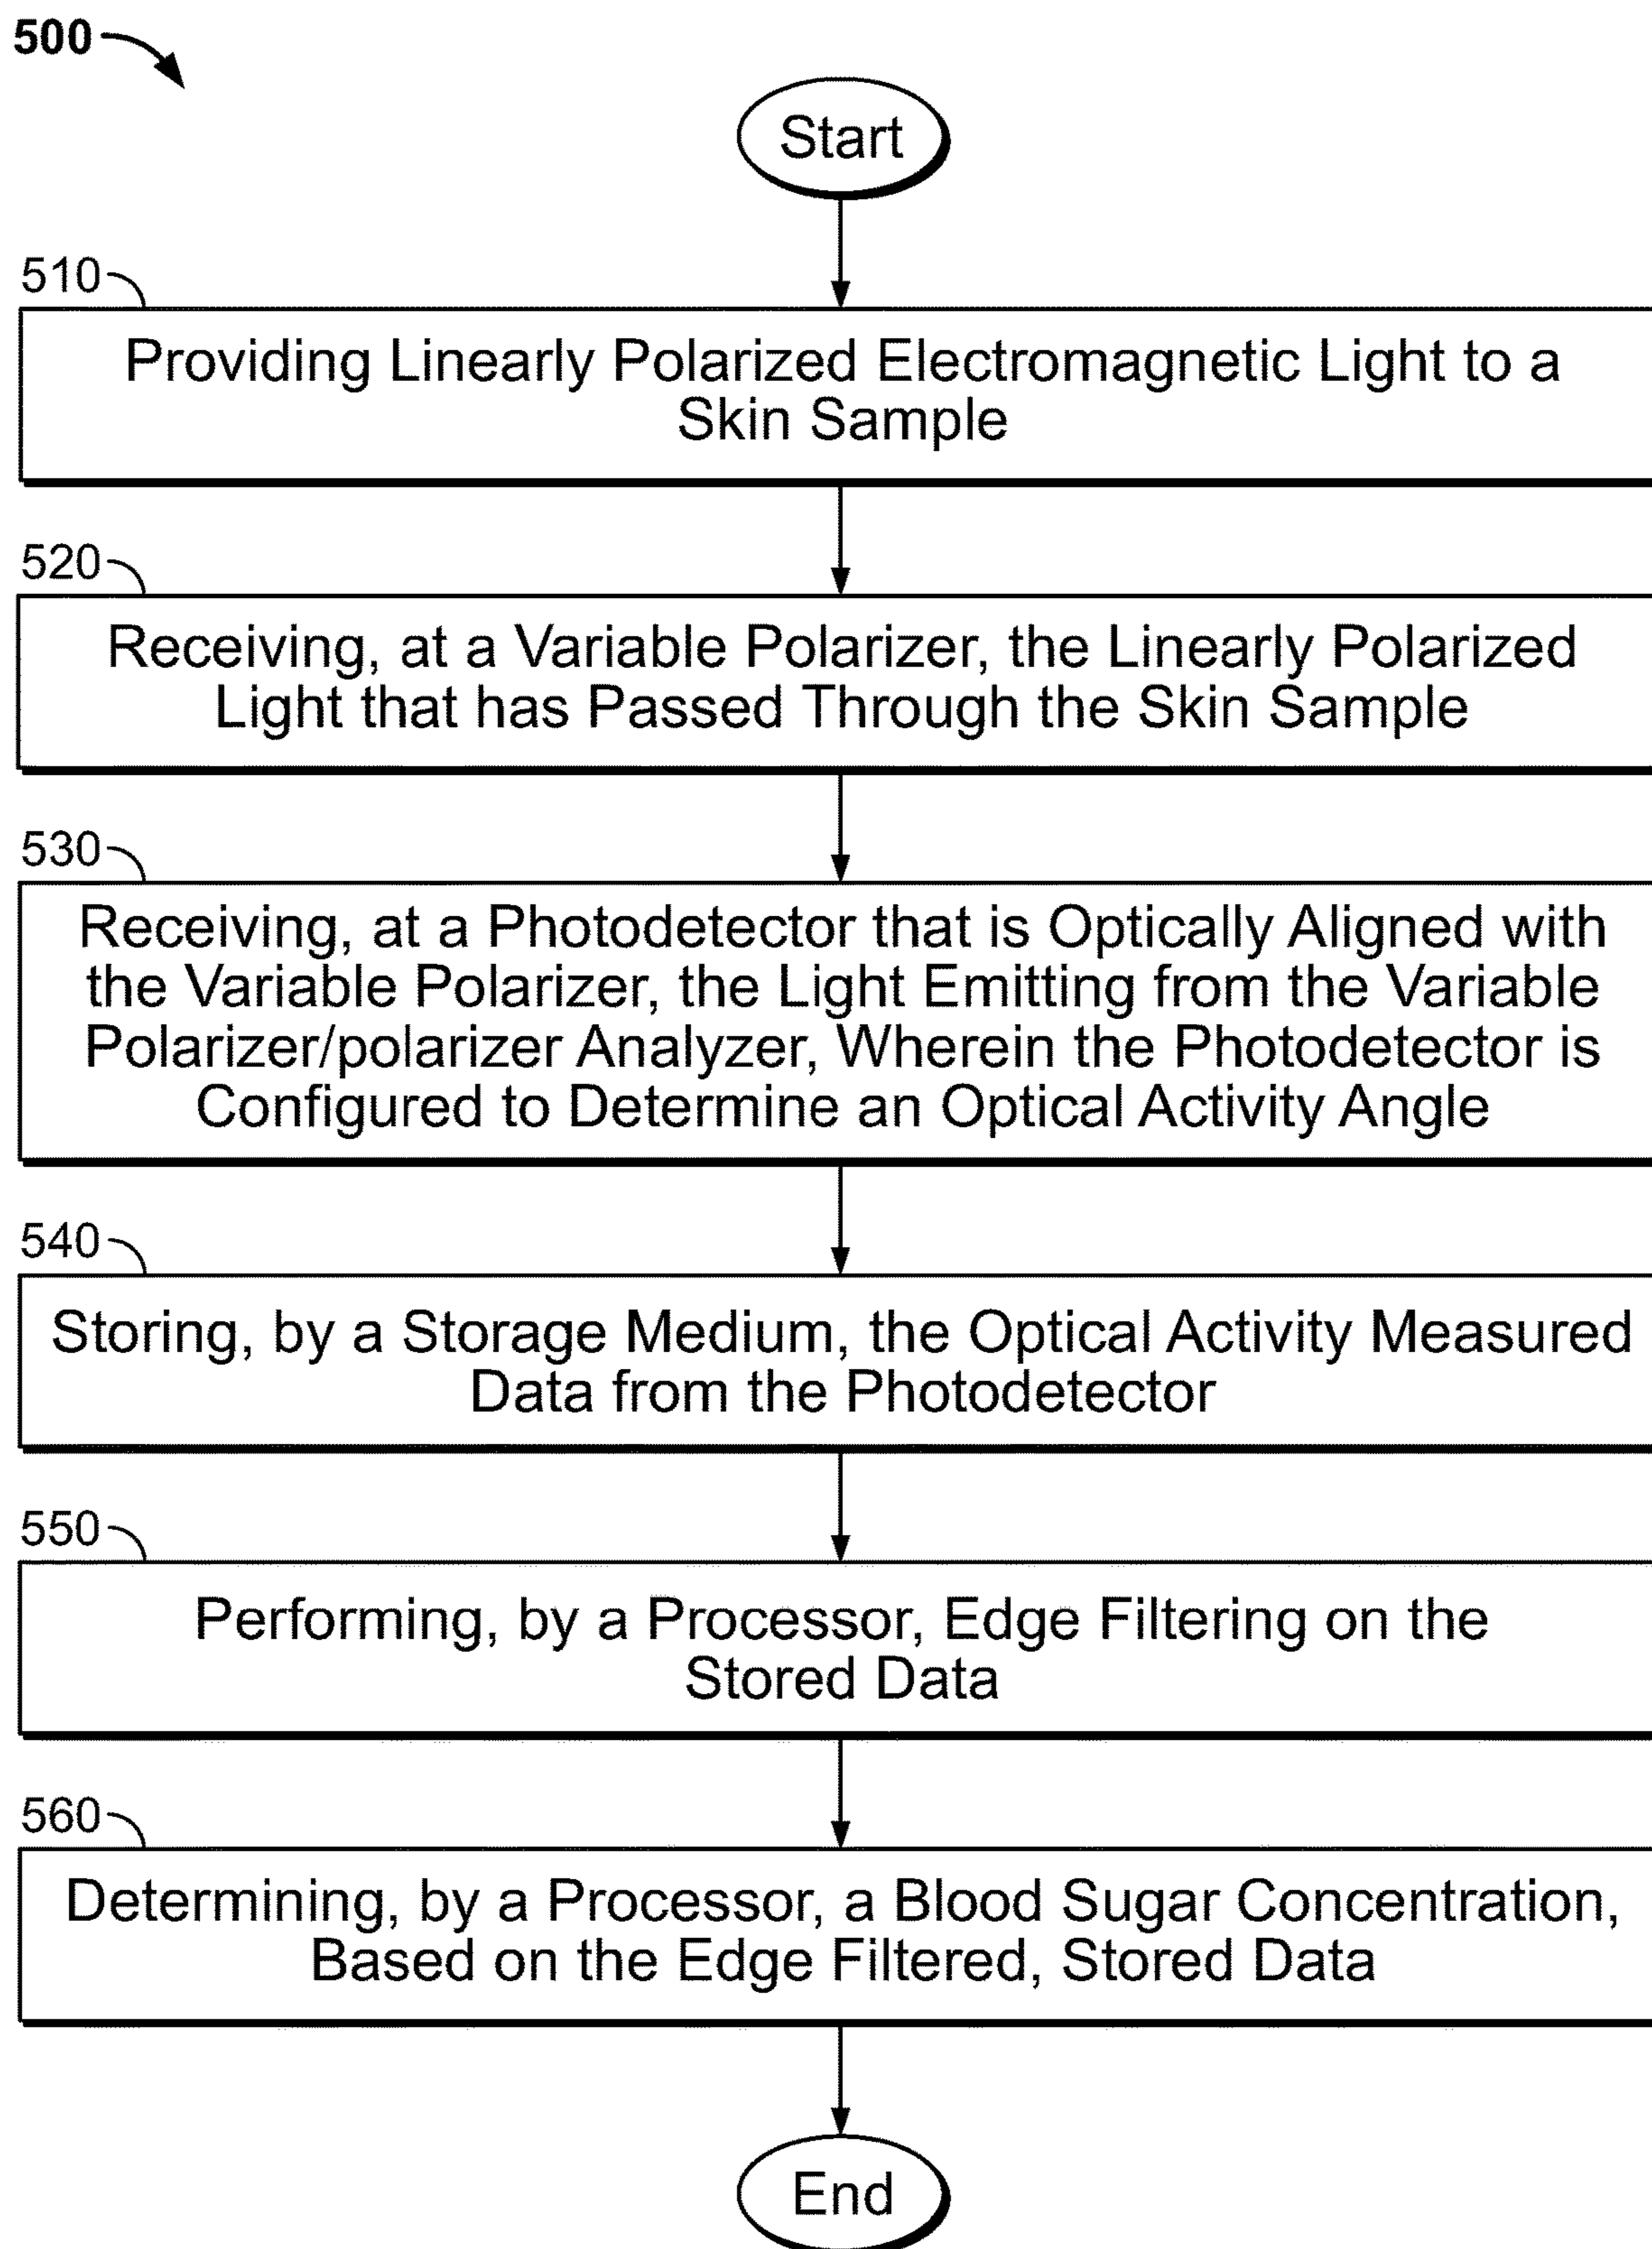 500
Start
510
Providing Linearly Polarized Electromagnetic Light to a
Skin Sample
520
Receiving, at a Variable Polarizer, the Linearly Polarized
Light that has Passed Through the Skin Sample
530
Receiving, at a Photodetector that is Optically Aligned with
the Variable Polarizer, the Light Emitting from the Variable
Polarizer/polarizer Analyzer, Wherein the Photodetector is
Configured to Determine an Optical Activity Angle
540
Storing, by a Storage Medium, the Optical Activity Measured
Data from the Photodetector
550
Performing, by a Processor, Edge Filtering on the
Stored Data
560
Determining, by a Processor, a Blood Sugar Concentration,
Based on the Edge Filtered, Stored Data
End